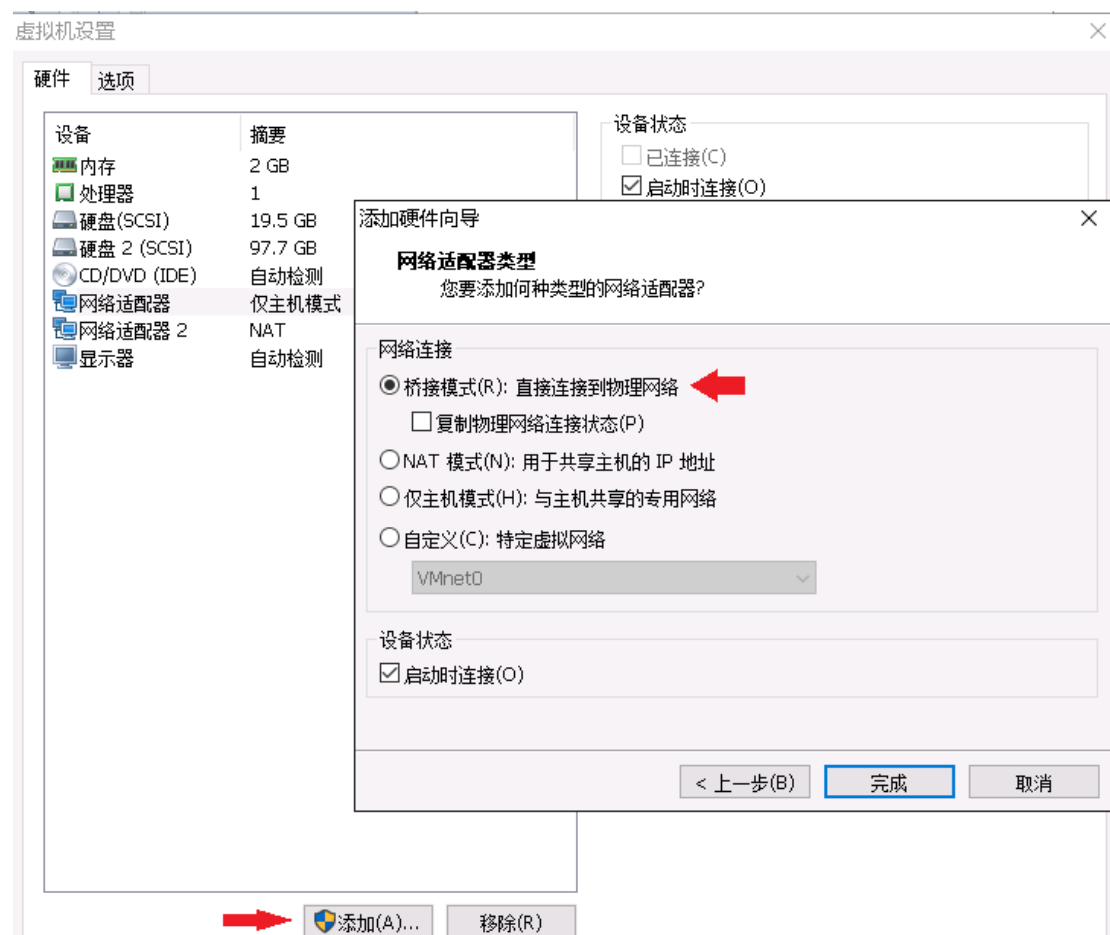 虚拟机设置
硬件 选项
设备 摘要
内存 2 GB
处理器 1
硬盘(SCSI) 19.5 GB
硬盘 2 (SCSI) 97.7 GB
CD/DVD (IDE) 自动检测
网络适配器 仅主机模式
网络适配器 2 NAT
显示器 自动检测
设备状态
已连接(C)
启动时连接(O)
添加硬件向导
网络适配器类型
您要添加何种类型的网络适配器?
网络连接
桥接模式(R): 直接连接到物理网络
复制物理网络连接状态(P)
NAT 模式(N): 用于共享主机的 IP 地址
仅主机模式(H): 与主机共享的专用网络
自定义(C): 特定虚拟网络
VMnet0
设备状态
启动时连接(O)
< 上一步(B) 完成 取消
添加(A)... 移除(R)